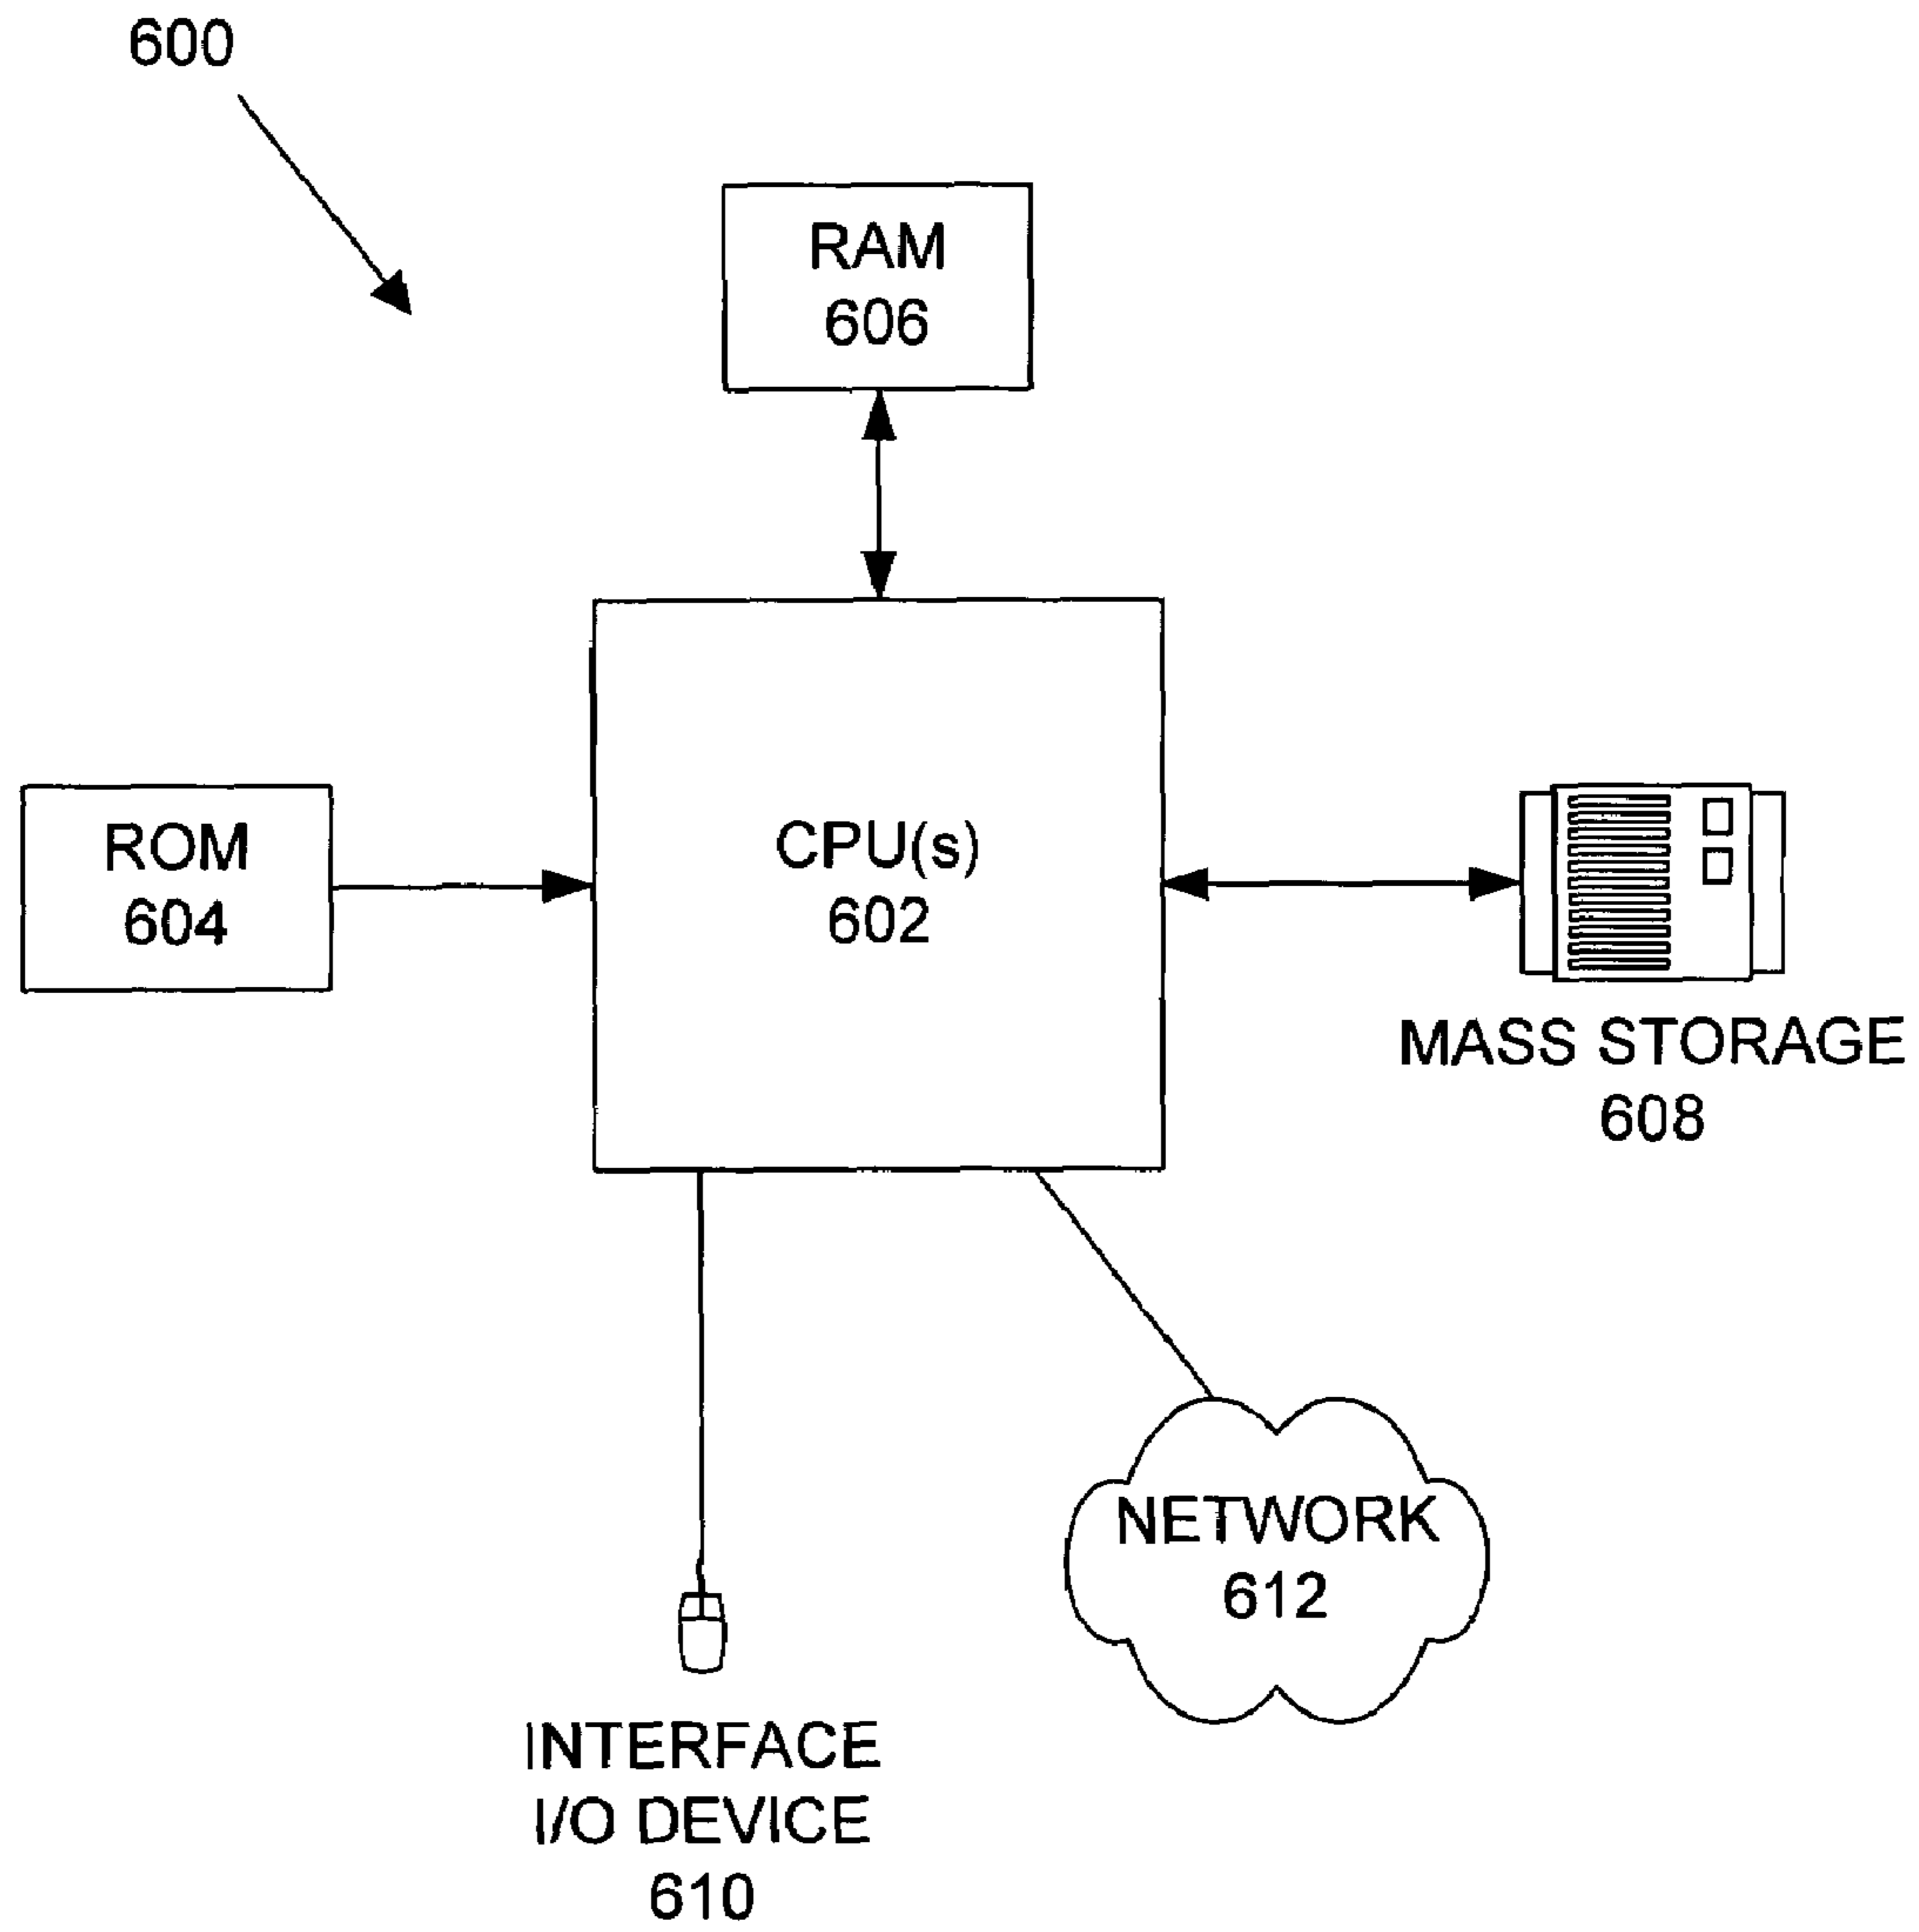 600
RAM
606
ROM
604
CPU(s)
602
MASS STORAGE
608
NETWORK
612
INTERFACE
I/O DEVICE
610